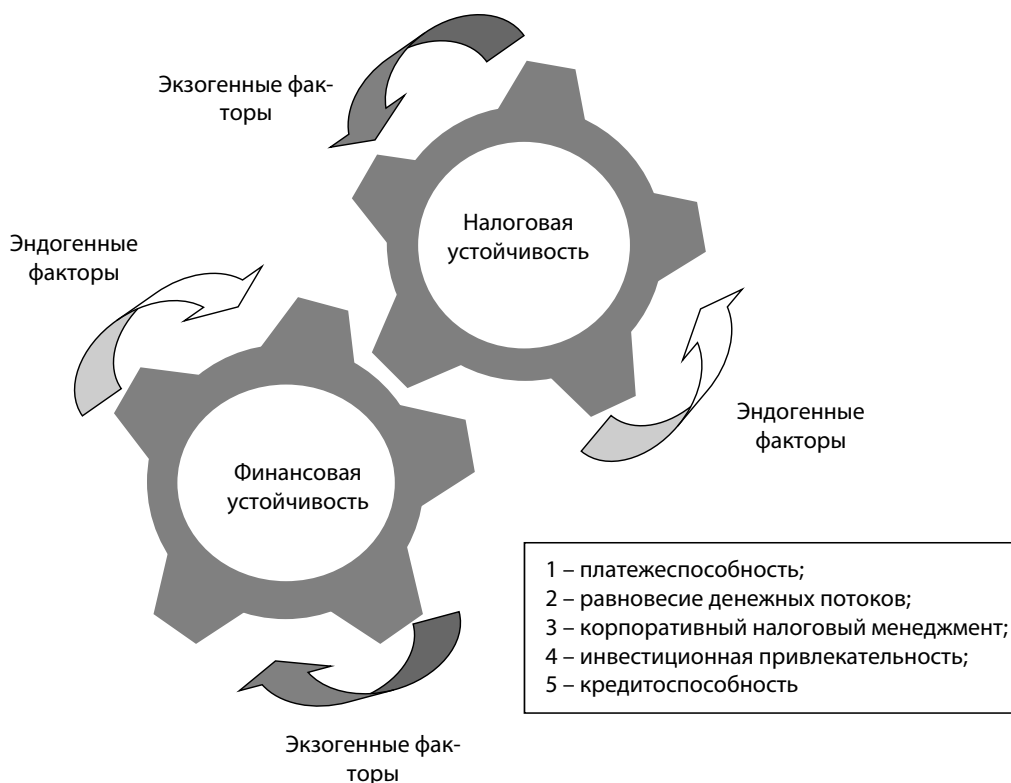 Экзогенные фак-
торы
Налоговая
устойчивость
Эндогенные
факторы
Эндогенные
факторы
Финансовая
устойчивость
1 – платежеспособность;
2 – равновесие денежных потоков;
3 – корпоративный налоговый менеджмент;
4 – инвестиционная привлекательность;
5 – кредитоспособность
Экзогенные фак-
торы